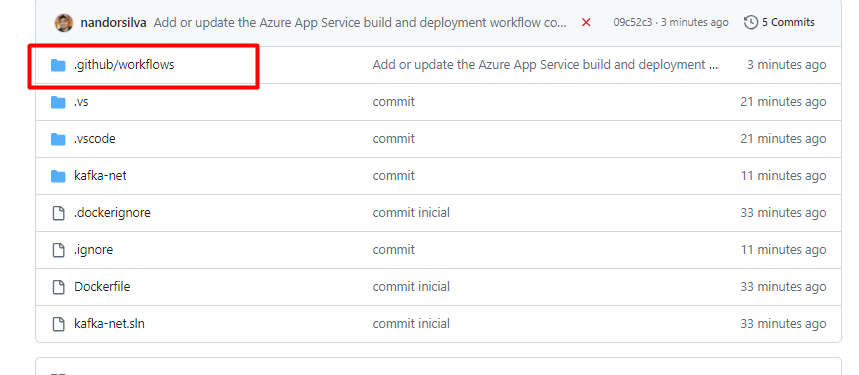 nandorsilva Add or update the Azure App Service build and deployment workflow co... 09c52c3 · 3 minutes ago 5 Commits
.github/workflows Add or update the Azure App Service build and deployment ... 3 minutes ago
.vs commit 21 minutes ago
.vscode commit 21 minutes ago
kafka-net commit 11 minutes ago
.dockerignore commit inicial 33 minutes ago
.ignore commit 11 minutes ago
Dockerfile commit inicial 33 minutes ago
kafka-net.sln commit inicial 33 minutes ago